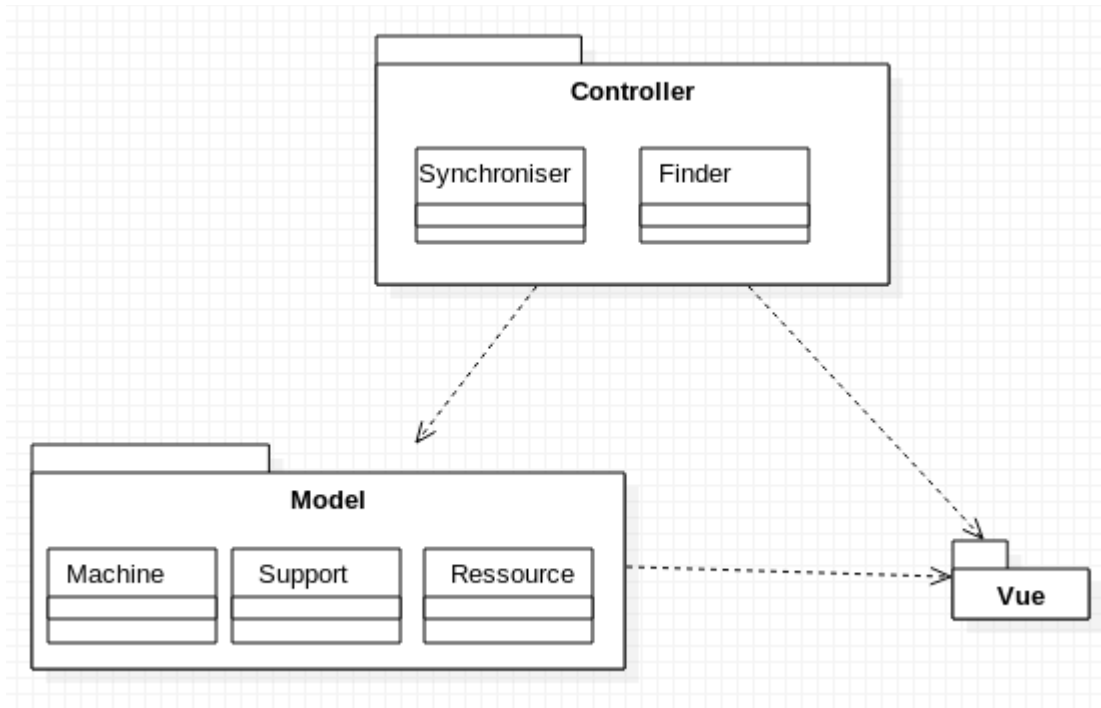 Controller
Synchroniser
Finder
Model
Machine
Support
Ressource
Vue